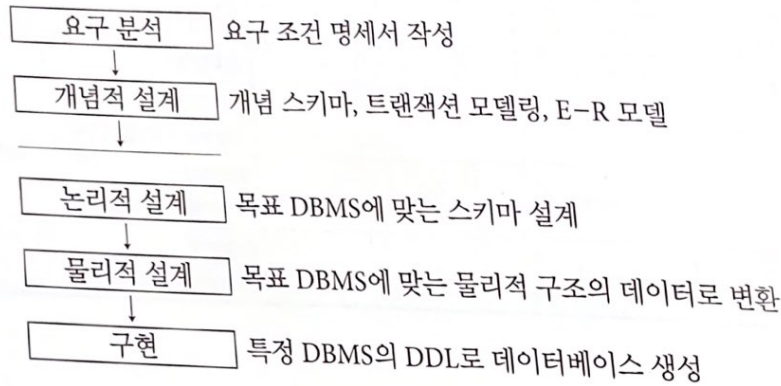 요구 분석 요구 조건 명세서 작성
개념적 설계 개념 스키마, 트랜잭션 모델링, E-R 모델
논리적 설계 목표 DBMS에 맞는 스키마 설계
물리적 설계 목표 DBMS에 맞는 물리적 구조의 데이터로 변환
구현 특정 DBMS의 DDL로 데이터베이스 생성